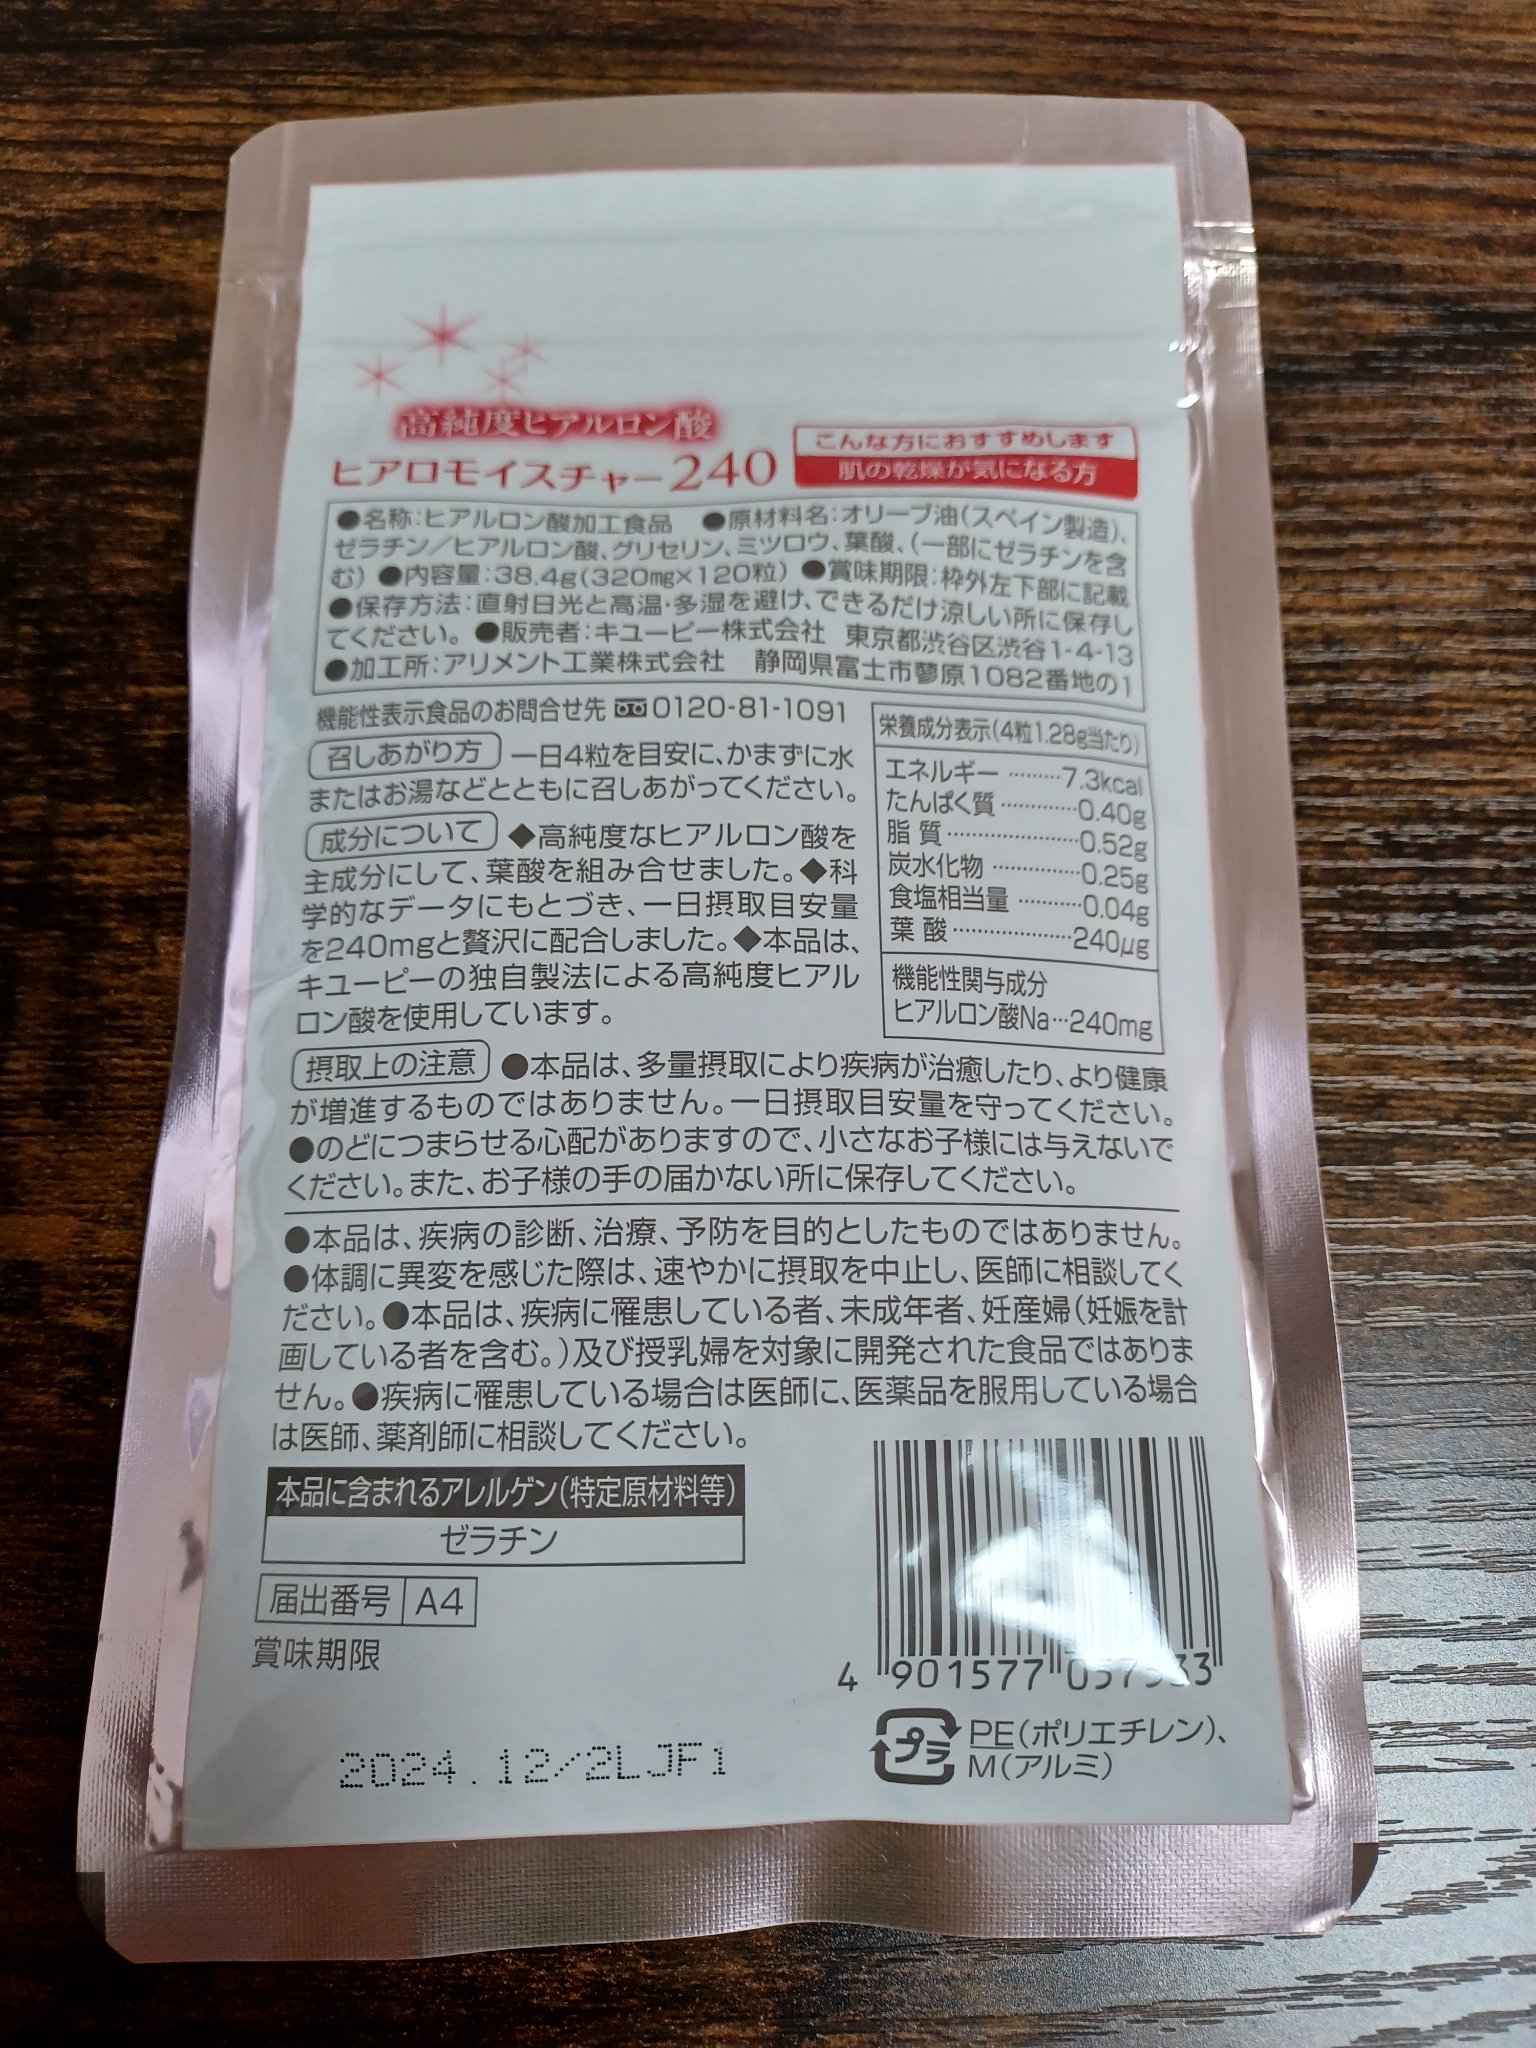 高純度ヒアルロン酸
ヒアロモイスチャー240
こんな方におすすめします
肌の乾燥が気になる方
●名称:ヒアルロン酸加工食品 ●原材料名:オリーブ油(スペイン製造)、
ゼラチン/ヒアルロン酸、グリセリン、ミツロウ、葉酸、(一部にゼラチンを含
む) ●内容量:38.4g(320mg×120粒) ●賞味期限:枠外左下部に記載
●保存方法:直射日光と高温・多湿を避け、できるだけ涼しい所に保存し
てください。 ●販売者:キユーピー株式会社 東京都渋谷区渋谷1-4-13
●加工所:アリメント工業株式会社 静岡県富士市蓼原1082番地の1
機能性表示食品のお問合せ先 0120-81-1091
召しあがり方 一日4粒を目安に、かまずに水
またはお湯などとともに召しあがってください。
成分について ◆高純度なヒアルロン酸を
主成分にして、葉酸を組み合せました。◆科
学的なデータにもとづき、一日摂取目安量
を240mgと贅沢に配合しました。◆本品は、
キユーピーの独自製法による高純度ヒアル
ロン酸を使用しています。
栄養成分表示(4粒1.28g当たり)
エネルギー ………7.3kcal
たんぱく質 …………0.40g
脂 質 …………………0.52g
炭水化物 ……………0.25g
食塩相当量 …………0.04g
葉 酸 …………………240μg
機能性関与成分
ヒアルロン酸Na…240mg
摂取上の注意 ●本品は、多量摂取により疾病が治癒したり、より健康
が増進するものではありません。一日摂取目安量を守ってください。
●のどにつまらせる心配がありますので、小さなお子様には与えないで
ください。また、お子様の手の届かない所に保存してください。
●本品は、疾病の診断、治療、予防を目的としたものではありません。
●体調に異変を感じた際は、速やかに摂取を中止し、医師に相談してく
ださい。●本品は、疾病に罹患している者、未成年者、妊産婦(妊娠を計
画している者を含む。)及び授乳婦を対象に開発された食品ではありま
せん。●疾病に罹患している場合は医師に、医薬品を服用している場合
は医師、薬剤師に相談してください。
本品に含まれるアレルゲン(特定原材料等)
ゼラチン
届出番号 A4
賞味期限
2024.12/2LJF1
4 901577
プラ PE(ポリエチレン)、
M(アルミ)